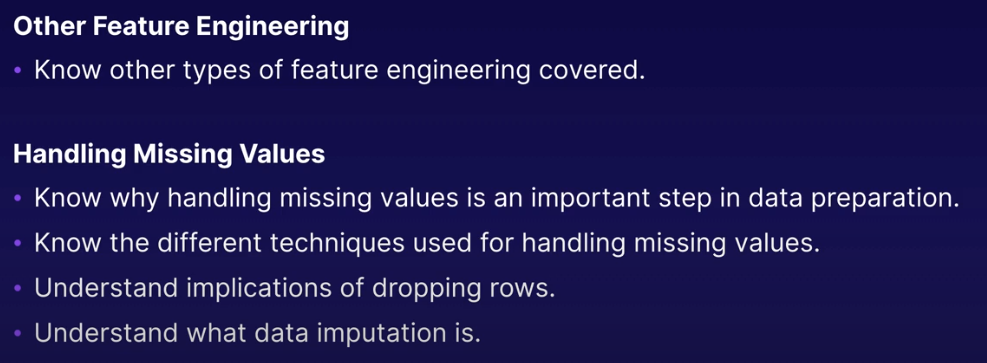 Other Feature Engineering
• Know other types of feature engineering covered.
Handling Missing Values
• Know why handling missing values is an important step in data preparation.
• Know the different techniques used for handling missing values.
• Understand implications of dropping rows.
• Understand what data imputation is.